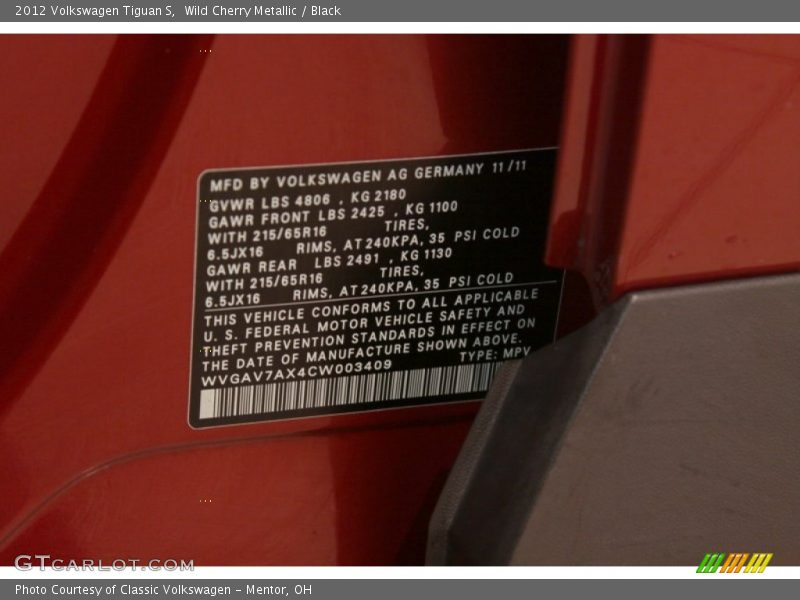 2012 Volkswagen Tiguan S,  Wild Cherry Metallic / Black
MFD BY VOLKSWAGEN AG GERMANY 11/11
GVWR LBS 4806 , KG 2180
GAWR FRONT LBS 2425 , KG 1100
WITH 215/65R16 TIRES,
6.5JX16 RIMS, AT 240KPA, 35 PSI COLD
GAWR REAR LBS 2491 , KG 1130
WITH 215/65R16 TIRES,
6.5JX16 RIMS, AT 240KPA, 35 PSI COLD
THIS VEHICLE CONFORMS TO ALL APPLICABLE
U. S. FEDERAL MOTOR VEHICLE SAFETY AND
THEFT PREVENTION STANDARDS IN EFFECT ON
THE DATE OF MANUFACTURE SHOWN ABOVE.
WVGAV7AX4CW003409 TYPE: MPV
GTCARLOT.COM
Photo Courtesy of Classic Volkswagen - Mentor, OH